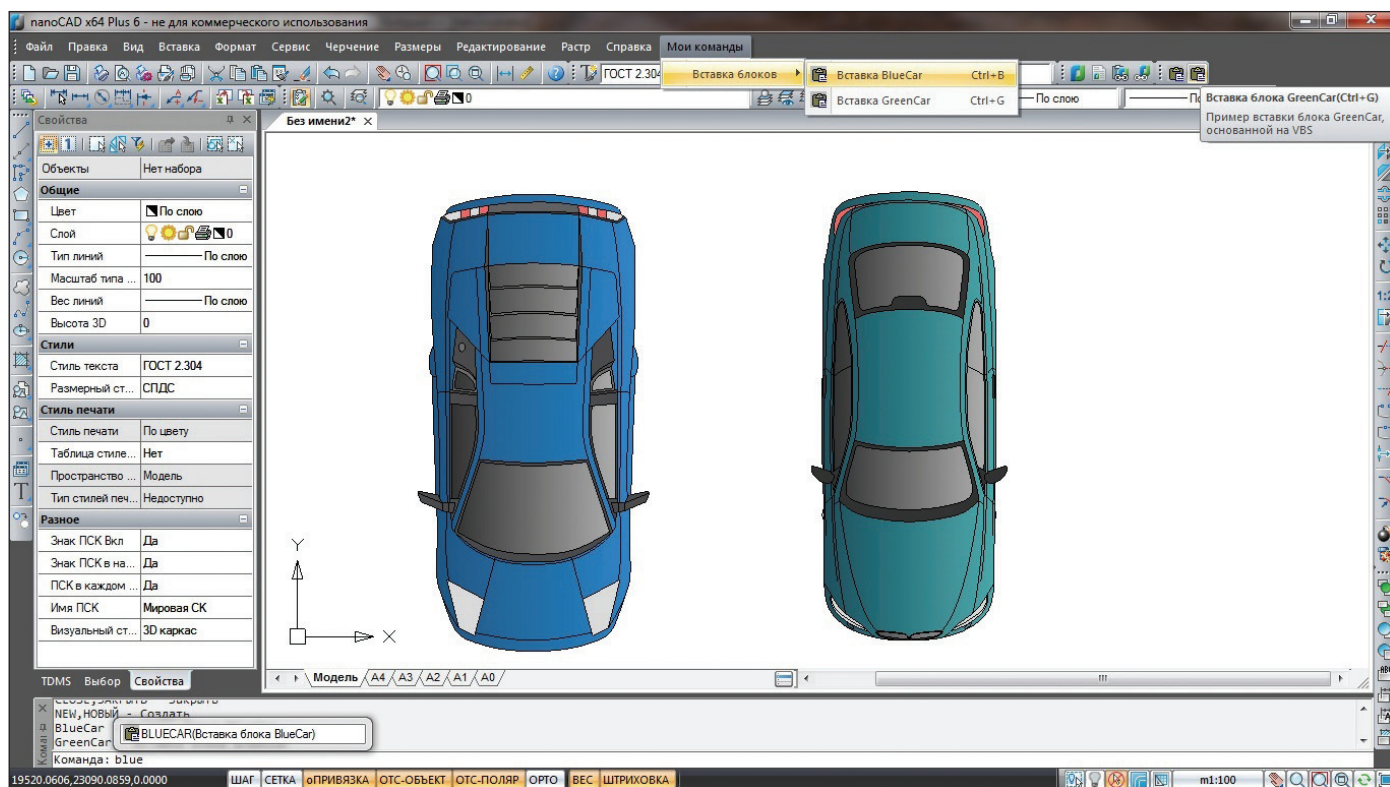 nanoCAD x64 Plus 6 - не для коммерческого использования
Файл Правка Вид Вставка Формат Сервис Черчение Размеры Редактирование Растр Справка Мои команды
ГОСТ 2.304
Вставка блоков
Вставка BlueCar Ctrl+B
Вставка GreenCar Ctrl+G
0
По слою
Вставка блока GreenCar(Ctrl+G)
Пример вставки блока GreenCar,
основанной на VBS
Свойства
Без имени2*
Объекты Нет набора
Общие
Цвет По слою
Слой 0
Тип линий По слою
Масштаб типа ... 100
Вес линий По слою
Высота 3D 0
Стили
Стиль текста ГОСТ 2.304
Размерный ст... СПДС
Стиль печати
Стиль печати По цвету
Таблица стиле... Нет
Пространство ... Модель
Тип стилей печ... Недоступно
Разное
Знак ПСК Вкл Да
Знак ПСК в на... Да
ПСК в каждом ... Да
Имя ПСК Мировая СК
Визуальный ст... 3D каркас
Y
X
TDMS Выбор Свойства
Модель A4 A3 A2 A1 A0
NEW,НОВЫЙ - Создать
BlueCar
GreenCar
BLUECAR(Вставка блока BlueCar)
Команда: blue
19520.0606,23090.0859,0.0000 ШАГ СЕТКА оПРИВЯЗКА ОТС-ОБЪЕКТ ОТС-ПОЛЯР ОРТО ВЕС ШТРИХОВКА m1:100